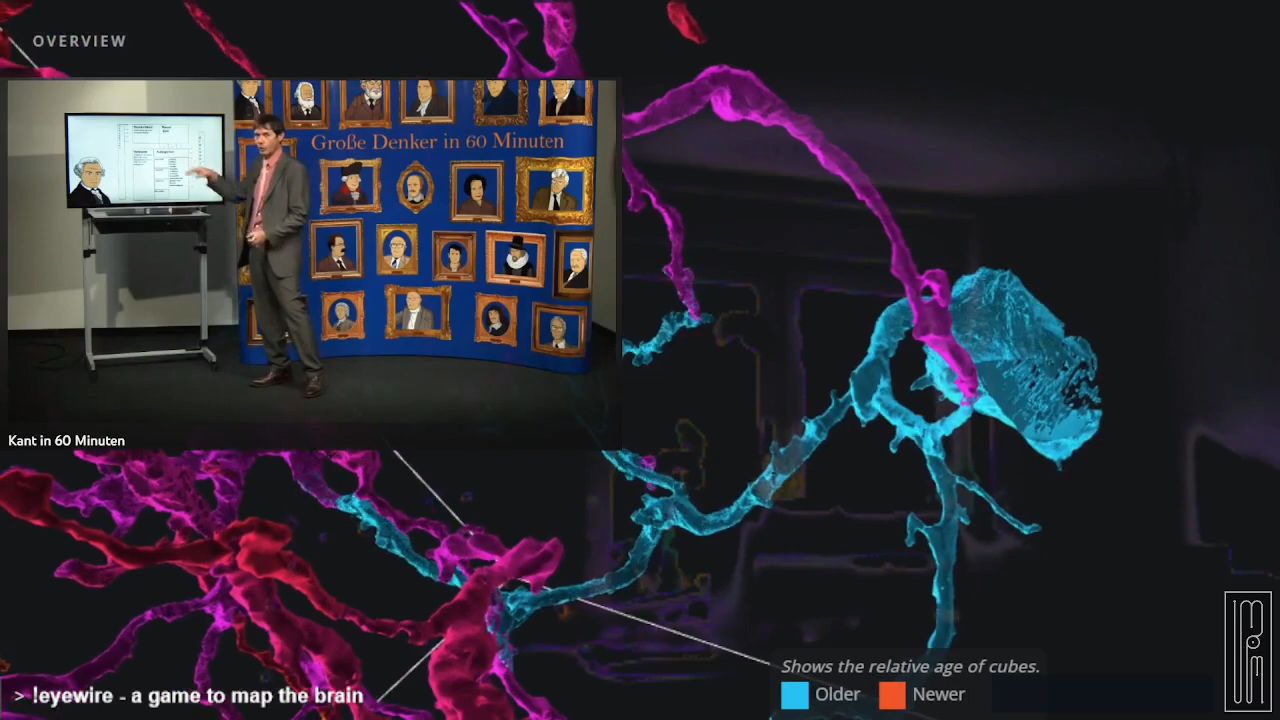 OVERVIEW
Große Denker in 60 Minuten
Kant in 60 Minuten
Shows the relative age of cubes.
Older Newer
> !eyewire - a game to map the brain